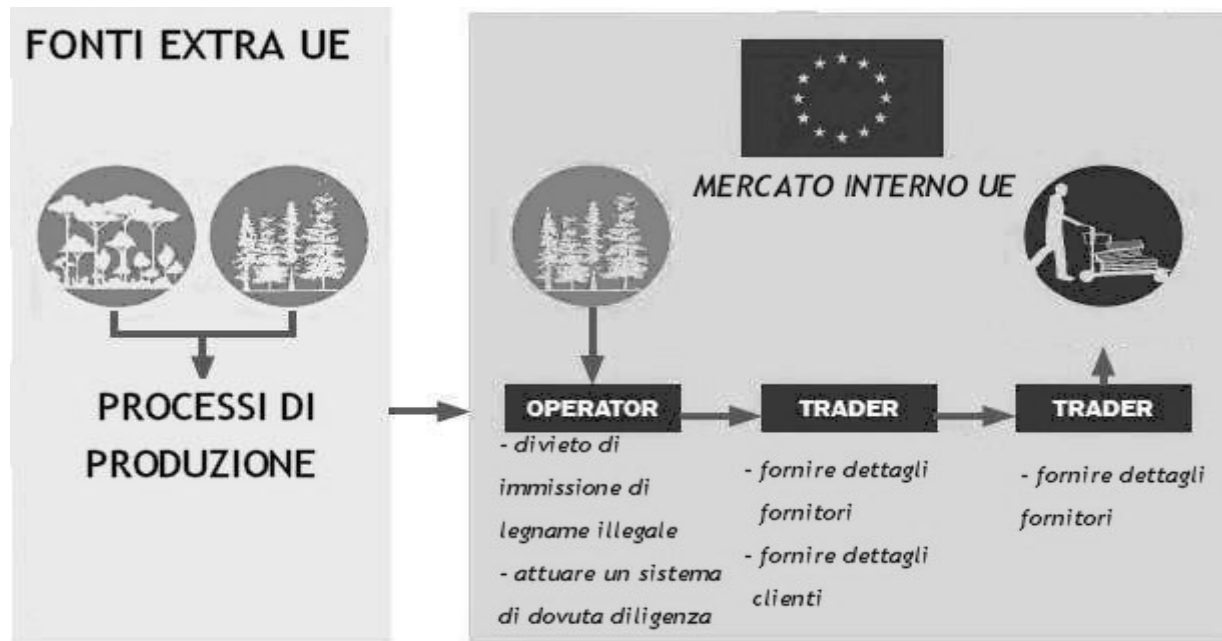 FONTI EXTRA UE
PROCESSI DI
PRODUZIONE
MERCATO INTERNO UE
OPERATOR
- divieto di
immissione di
legname illegale
- attuare un sistema
di dovuta diligenza
TRADER
- fornire dettagli
fornitori
- fornire dettagli
clienti
TRADER
- fornire dettagli
fornitori